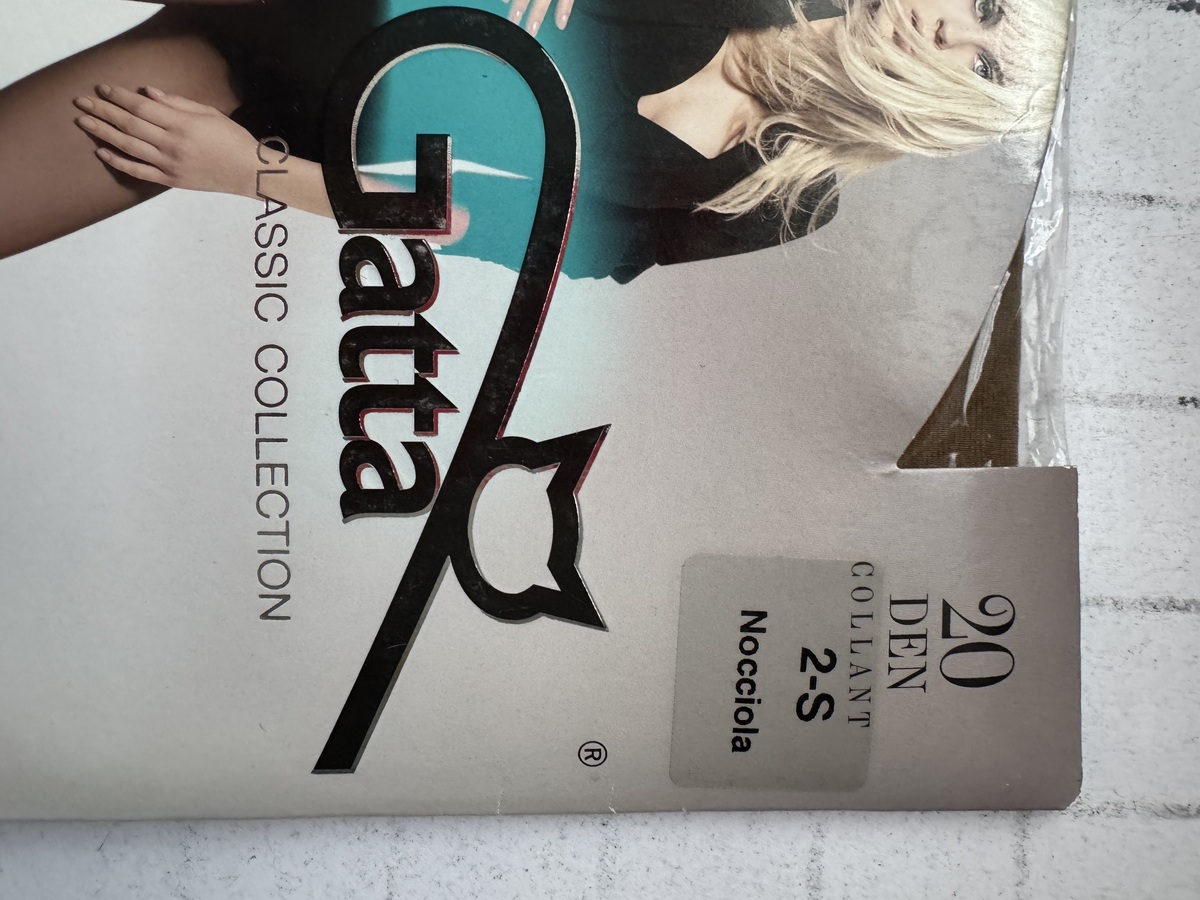 20
DEN
COLLANT
2-S
Nocciola
®
Gatta
CLASSIC COLLECTION